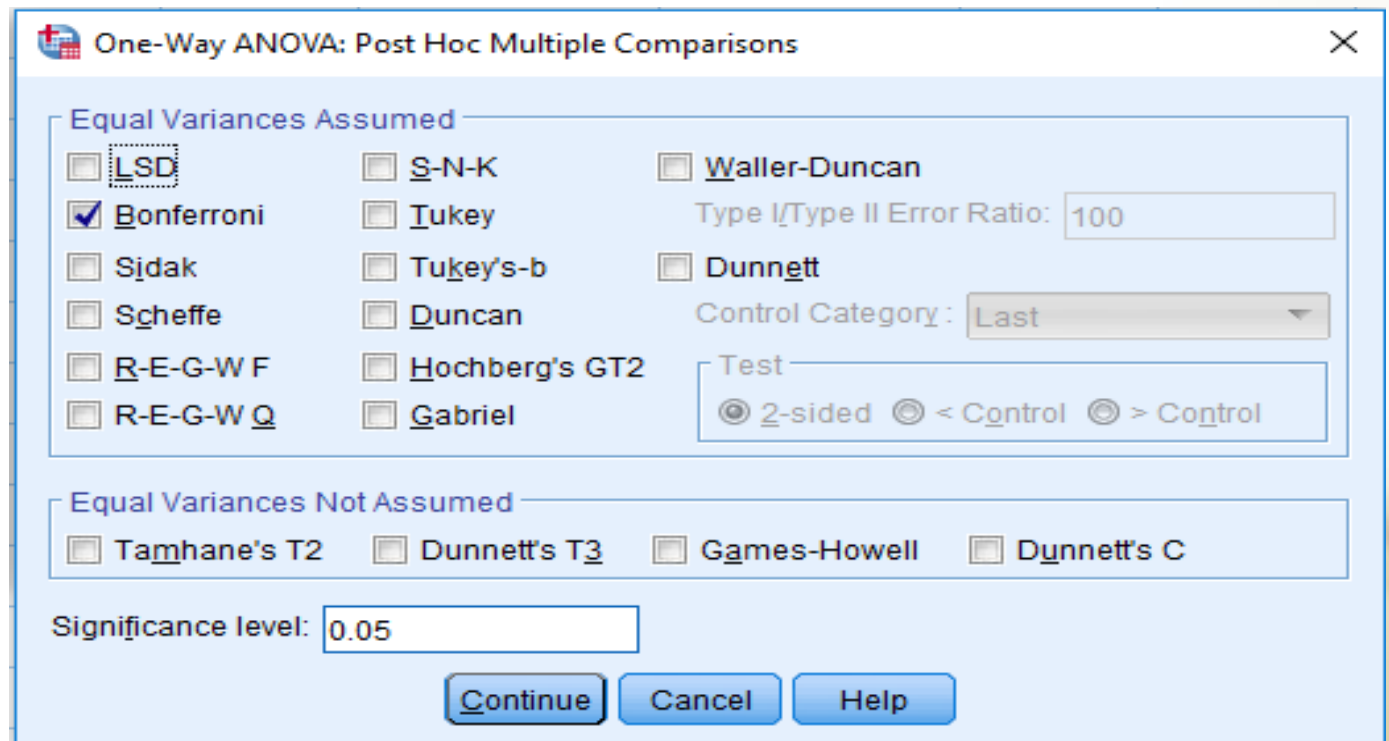 One-Way ANOVA: Post Hoc Multiple Comparisons
Equal Variances Assumed
LSD S-N-K Waller-Duncan
Bonferroni Tukey Type I/Type II Error Ratio: 100
Sidak Tukey's-b Dunnett
Scheffe Duncan Control Category : Last
R-E-G-W F Hochberg's GT2 Test
R-E-G-W Q Gabriel 2-sided < Control > Control
Equal Variances Not Assumed
Tamhane's T2 Dunnett's T3 Games-Howell Dunnett's C
Significance level: 0.05
Continue Cancel Help